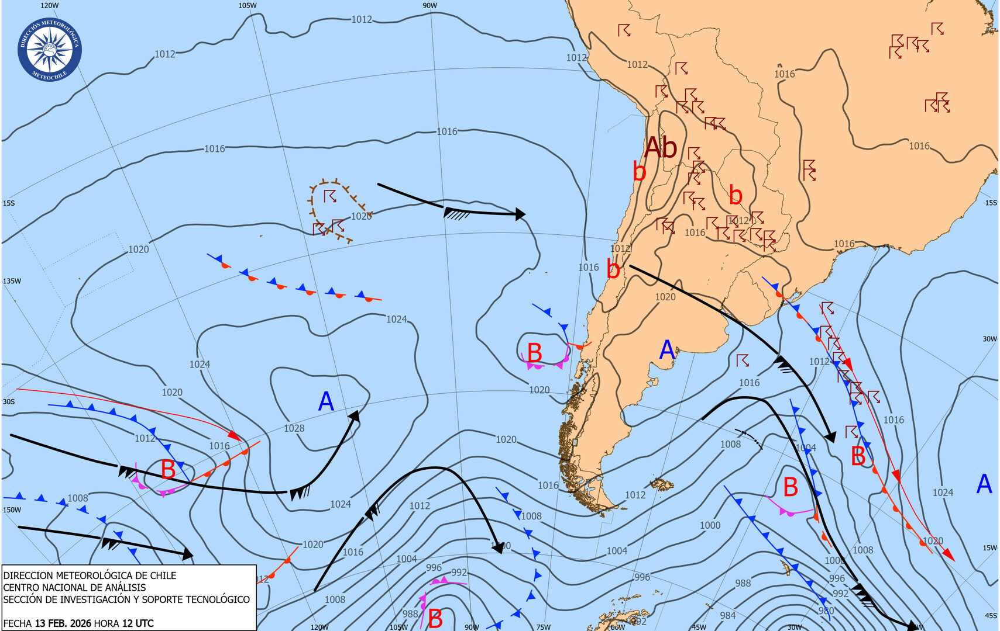 120W
105W
90W
1012
DIRECCIÓN METEOROLÓGICA
METEOCHILE
1012
1012
1012
1016
1016
1016
1016
Ab
b
b
15S
15S
1020
1012
1016
1020
1012
1016
1016
b
135W
1020
1024
30W
B
A
1024
1012
1020
1016
1020
30S
A
1028
1016
1012
1020
1008
1016
1004
B
B
1016
B
A
1012
1024
1008
1024
150W
1012
1008
1000
1020
1020
1000
1016
1004
1008
15W
1004
1000
996
992
996
996
DIRECCION METEOROLÓGICA DE CHILE
CENTRO NACIONAL DE ANÁLISIS
SECCIÓN DE INVESTIGACIÓN Y SOPORTE TECNOLÓGICO
FECHA 13 FEB. 2026 HORA 12 UTC
1008
988
992
988
B
984
980
992
45S
120W
105W
90W
75W
60W
45W
30W